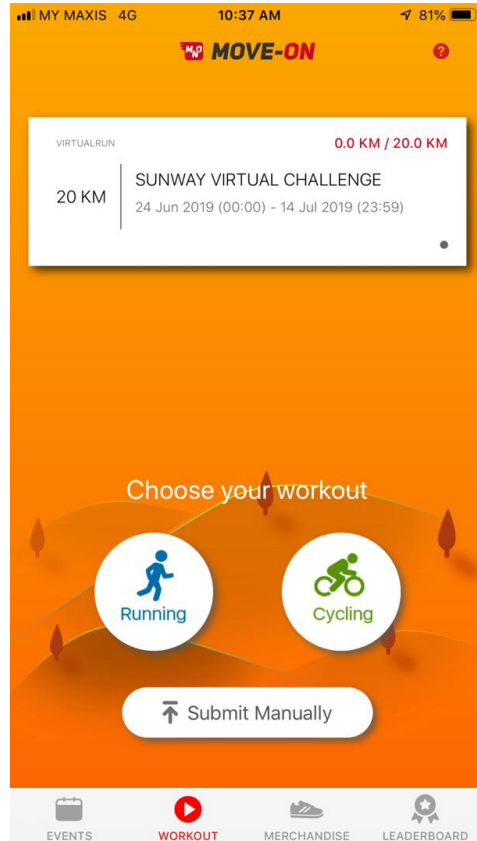 MY MAXIS 4G 10:37 AM 81%
MOVE-ON
?
VIRTUALRUN 0.0 KM / 20.0 KM
20 KM
SUNWAY VIRTUAL CHALLENGE
24 Jun 2019 (00:00) - 14 Jul 2019 (23:59)
Choose your workout
Running Cycling
Submit Manually
EVENTS WORKOUT MERCHANDISE LEADERBOARD